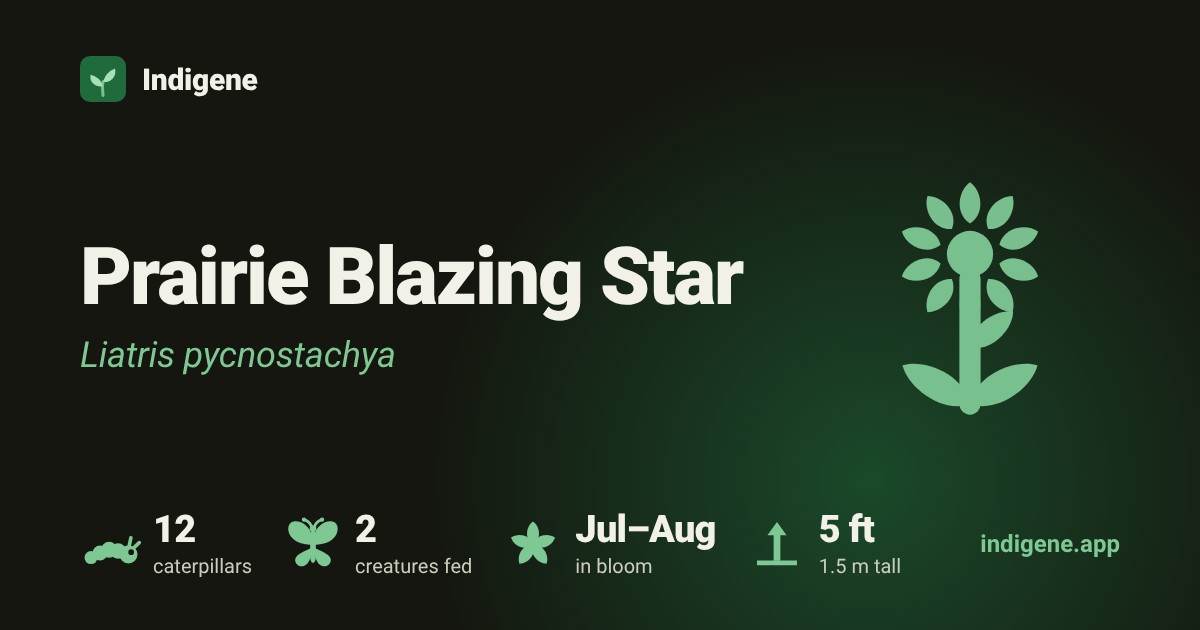 Indigene
Prairie Blazing Star
Liatris pycnostachya
12
caterpillars
2
creatures fed
Jul–Aug
in bloom
5 ft
1.5 m tall
indigene.app